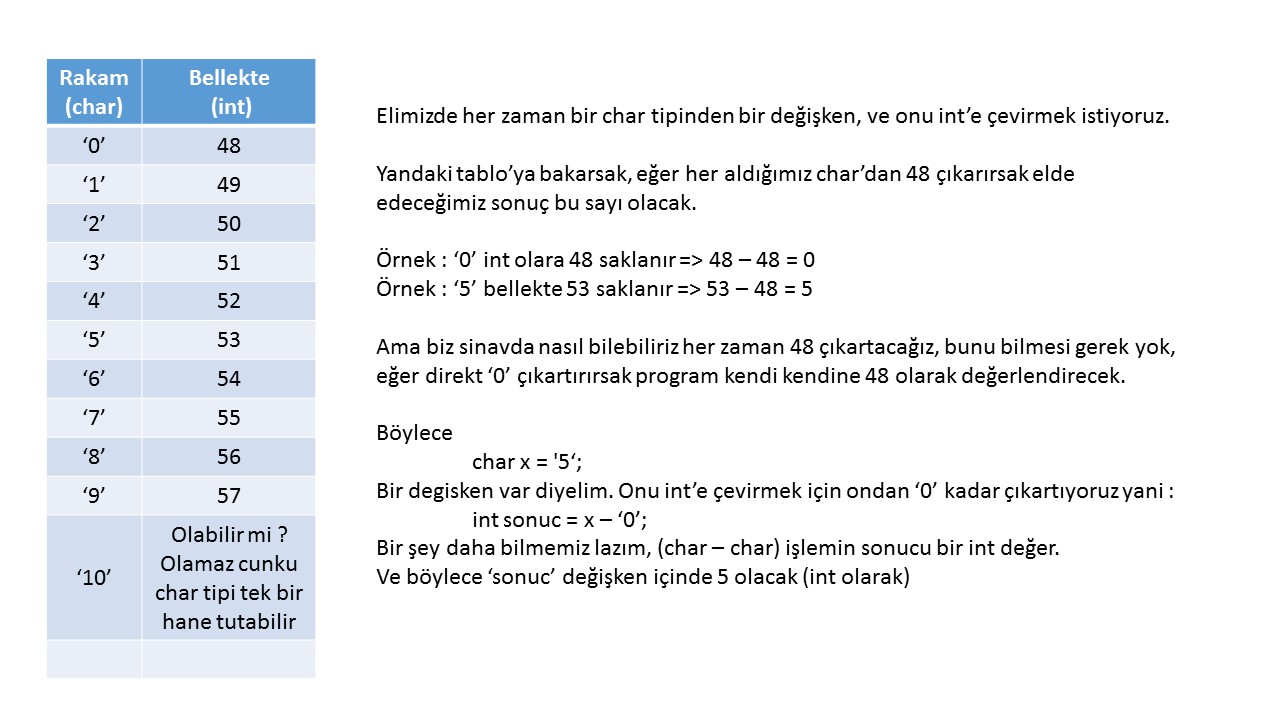 Rakam
(char)
Bellekte
(int)
‘0’ 48
‘1’ 49
‘2’ 50
‘3’ 51
‘4’ 52
‘5’ 53
‘6’ 54
‘7’ 55
‘8’ 56
‘9’ 57
‘10’
Olabilir mi ?
Olamaz cunku
char tipi tek bir
hane tutabilir
Elimizde her zaman bir char tipinden bir değişken, ve onu int’e çevirmek istiyoruz.
Yandaki tablo’ya bakarsak, eğer her aldığımız char’dan 48 çıkarırsak elde
edeceğimiz sonuç bu sayı olacak.
Örnek : ‘0’ int olara 48 saklanır => 48 – 48 = 0
Örnek : ‘5’ bellekte 53 saklanır => 53 – 48 = 5
Ama biz sinavda nasıl bilebiliriz her zaman 48 çıkartacağız, bunu bilmesi gerek yok,
eğer direkt ‘0’ çıkartırırsak program kendi kendine 48 olarak değerlendirecek.
Böylece
char x = '5‘;
Bir degisken var diyelim. Onu int’e çevirmek için ondan ‘0’ kadar çıkartıyoruz yani :
int sonuc = x – ‘0’;
Bir şey daha bilmemiz lazım, (char – char) işlemin sonucu bir int değer.
Ve böylece ‘sonuc’ değişken içinde 5 olacak (int olarak)